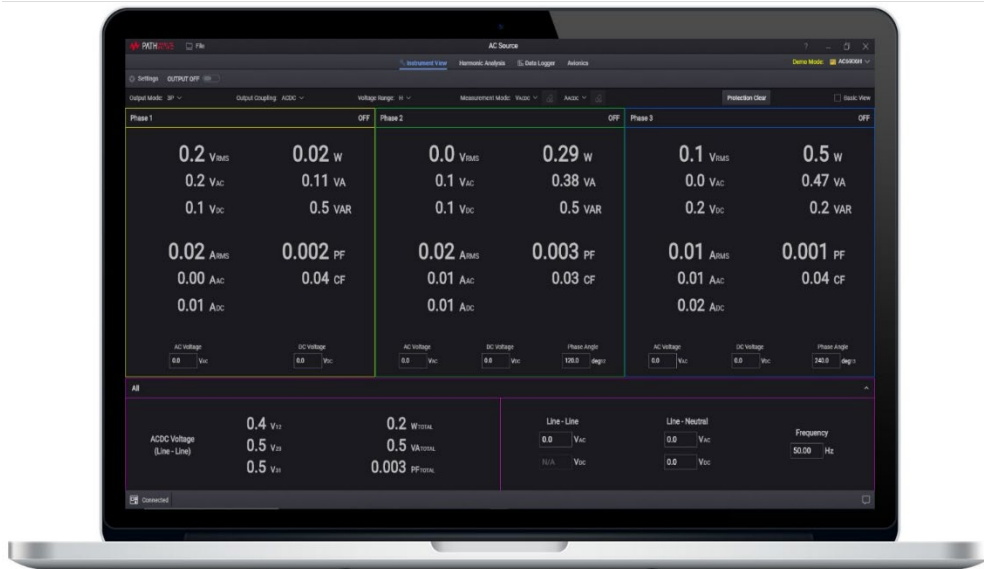 PATHWAVE File AC Source ?
Instrument View Harmonic Analysis Data Logger Avionics Demo Mode:
Settings OUTPUT OFF
Output Mode: 3P Output Coupling: ACDC Voltage Range: H Measurement Mode: VACDC AACDC Protection Clear Basic View
Phase 1 OFF Phase 2 OFF Phase 3 OFF
0.2 VRMS 0.02 W 0.0 VRMS 0.29 W 0.1 VRMS 0.5 W
0.2 VAC 0.11 VA 0.1 VAC 0.38 VA 0.0 VAC 0.47 VA
0.1 VDC 0.5 VAR 0.1 VDC 0.5 VAR 0.2 VDC 0.2 VAR
0.02 ARMS 0.002 PF 0.02 ARMS 0.003 PF 0.01 ARMS 0.001 PF
0.00 AAC 0.04 CF 0.01 AAC 0.03 CF 0.01 AAC 0.04 CF
0.01 ADC 0.01 ADC 0.02 ADC
AC Voltage DC Voltage AC Voltage DC Voltage Phase Angle AC Voltage DC Voltage Phase Angle
0.0 VAC 0.0 VDC 0.0 VAC 0.0 VDC 120.0 0.0 VAC 0.0 VDC 240.0
All
0.4 V12 0.2 WTOTAL Line - Line Line - Neutral
ACDC Voltage 0.5 V23 0.5 VATOTAL 0.0 VAC 0.0 VAC Frequency
(Line - Line) 0.5 V31 0.003 PFTOTAL N/A VDC 0.0 VDC 50.00 Hz
Connected